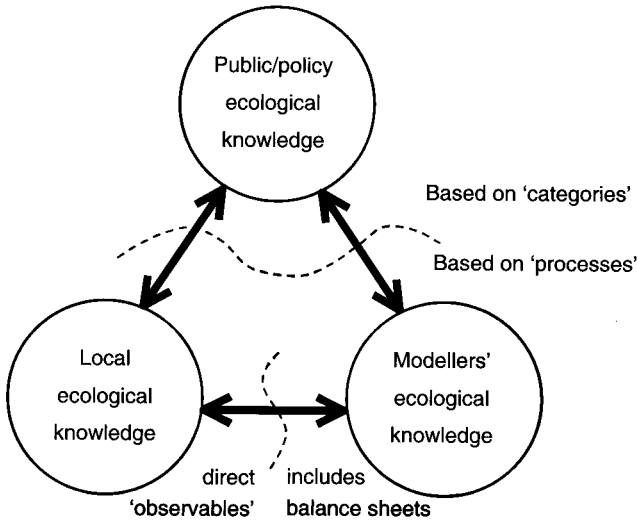 Public/policy
ecological
knowledge
Based on 'categories'
Based on 'processes'
Local
ecological
knowledge
Modellers'
ecological
knowledge
direct
'observables'
includes
balance sheets